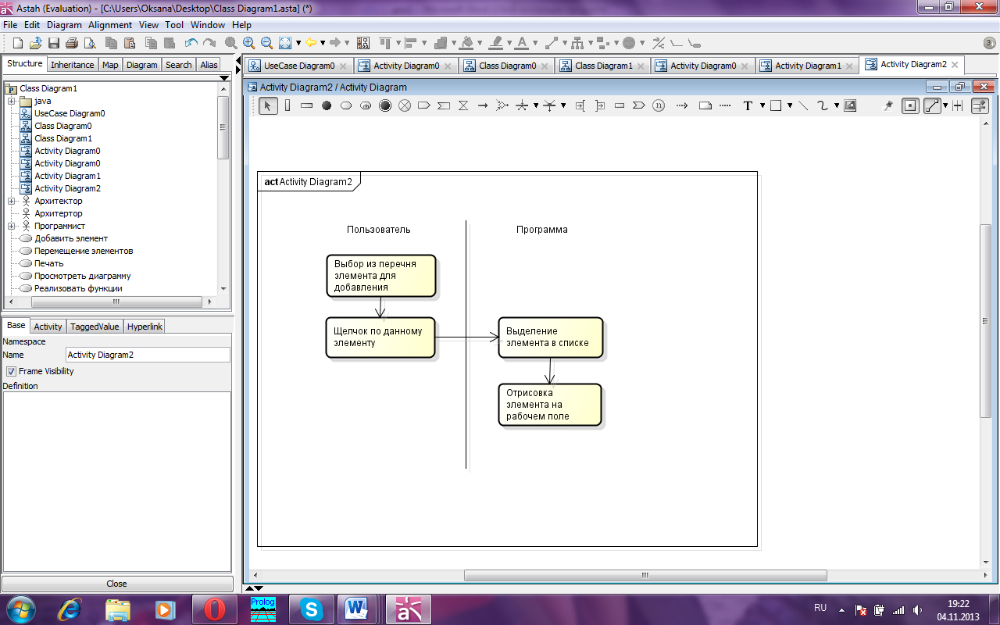 Astah (Evaluation) - [C:\Users\Oksana\Desktop\Class Diagram1.asta] (*)
File Edit Diagram Alignment View Tool Window Help
3.
Structure Inheritance Map Diagram Search Alias
UseCase Diagram0 Activity Diagram0 Class Diagram0 Class Diagram1 Activity Diagram0 Activity Diagram1 Activity Diagram2
Class Diagram1
java
UseCase Diagram0
Class Diagram0
Class Diagram1
Activity Diagram0
Activity Diagram0
Activity Diagram1
Activity Diagram2
Архитектор
Архитертор
Программист
Добавить элемент
Перемещение элементов
Печать
Просмотреть диаграмму
Реализовать функции
Base Activity TaggedValue Hyperlink
Namespace
Name Activity Diagram2
Frame Visibility
Definition
Close
Activity Diagram2 / Activity Diagram
n T
act Activity Diagram2
Пользователь
Программа
Выбор из перечня
элемента для
добавления
Щелчок по данному
элементу
Выделение
элемента в списке
Отрисовка
элемента на
рабочем поле
Prolog
RU
19:22
04.11.2013